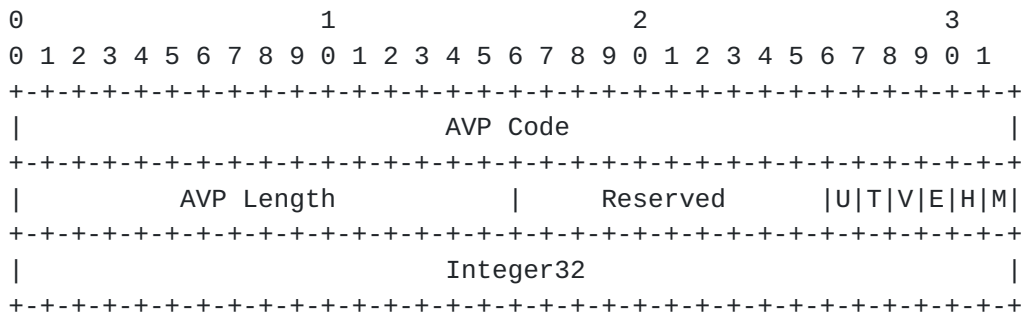 0                   1                   2                   3
0 1 2 3 4 5 6 7 8 9 0 1 2 3 4 5 6 7 8 9 0 1 2 3 4 5 6 7 8 9 0 1
+-+-+-+-+-+-+-+-+-+-+-+-+-+-+-+-+-+-+-+-+-+-+-+-+-+-+-+-+-+-+-+-+
|                           AVP Code                            |
+-+-+-+-+-+-+-+-+-+-+-+-+-+-+-+-+-+-+-+-+-+-+-+-+-+-+-+-+-+-+-+-+
|          AVP Length           |     Reserved      |U|T|V|E|H|M|
+-+-+-+-+-+-+-+-+-+-+-+-+-+-+-+-+-+-+-+-+-+-+-+-+-+-+-+-+-+-+-+-+
|                           Integer32                           |
+-+-+-+-+-+-+-+-+-+-+-+-+-+-+-+-+-+-+-+-+-+-+-+-+-+-+-+-+-+-+-+-+